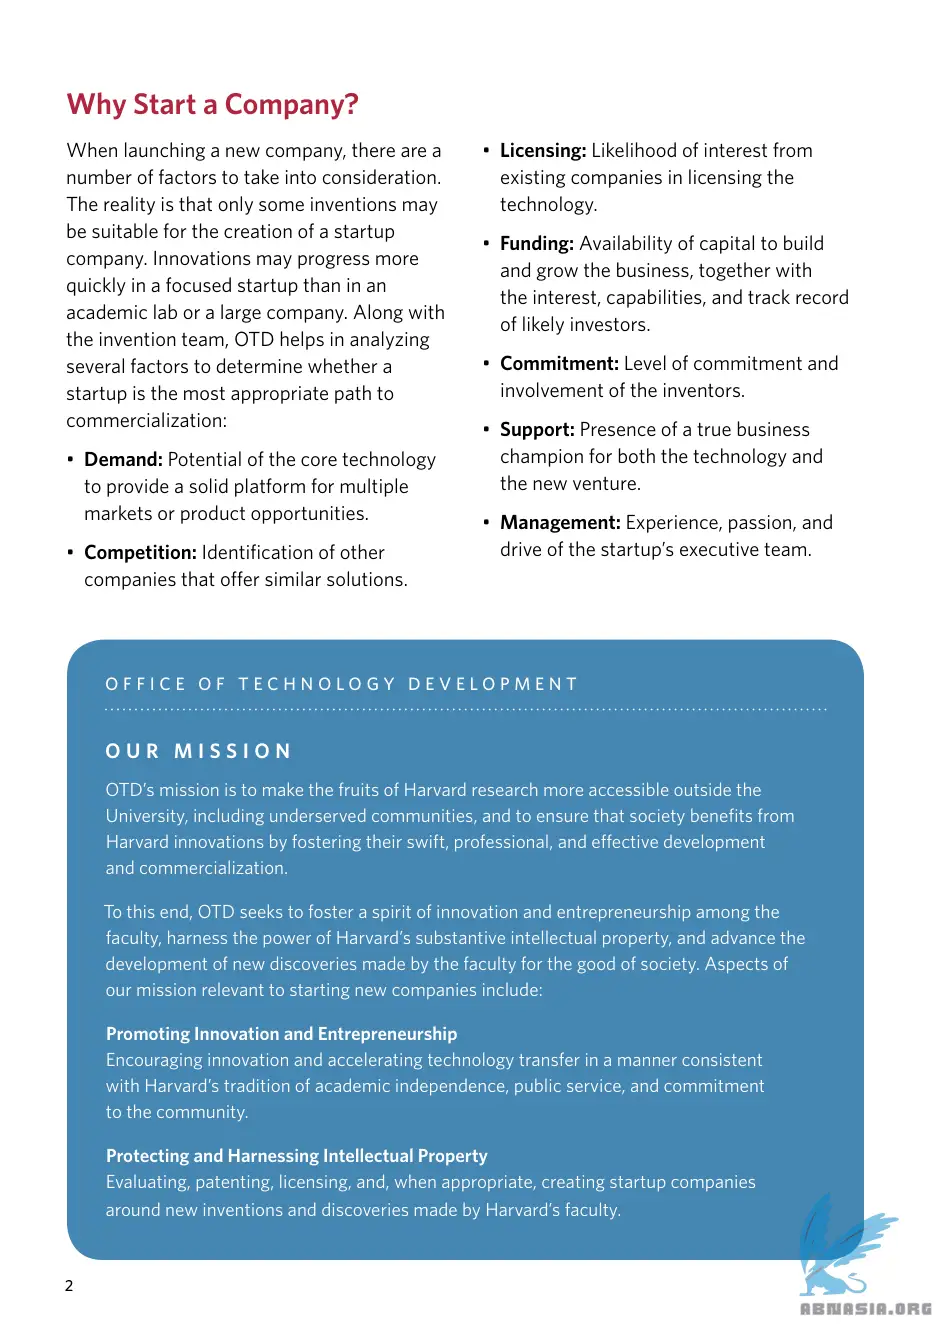 Why Start a Company?
When launching a new company, there are a
number of factors to take into consideration.
The reality is that only some inventions may
be suitable for the creation of a startup
company. Innovations may progress more
quickly in a focused startup than in an
academic lab or a large company. Along with
the invention team, OTD helps in analyzing
several factors to determine whether a
startup is the most appropriate path to
commercialization:
• Demand: Potential of the core technology
to provide a solid platform for multiple
markets or product opportunities.
• Competition: Identification of other
companies that offer similar solutions.
• Licensing: Likelihood of interest from
existing companies in licensing the
technology.
• Funding: Availability of capital to build
and grow the business, together with
the interest, capabilities, and track record
of likely investors.
• Commitment: Level of commitment and
involvement of the inventors.
• Support: Presence of a true business
champion for both the technology and
the new venture.
• Management: Experience, passion, and
drive of the startup’s executive team.
OFFICE OF TECHNOLOGY DEVELOPMENT
OUR MISSION
OTD’s mission is to make the fruits of Harvard research more accessible outside the
University, including underserved communities, and to ensure that society benefits from
Harvard innovations by fostering their swift, professional, and effective development
and commercialization.
To this end, OTD seeks to foster a spirit of innovation and entrepreneurship among the
faculty, harness the power of Harvard’s substantive intellectual property, and advance the
development of new discoveries made by the faculty for the good of society. Aspects of
our mission relevant to starting new companies include:
Promoting Innovation and Entrepreneurship
Encouraging innovation and accelerating technology transfer in a manner consistent
with Harvard’s tradition of academic independence, public service, and commitment
to the community.
Protecting and Harnessing Intellectual Property
Evaluating, patenting, licensing, and, when appropriate, creating startup companies
around new inventions and discoveries made by Harvard’s faculty.
2
ABNASIA.ORG